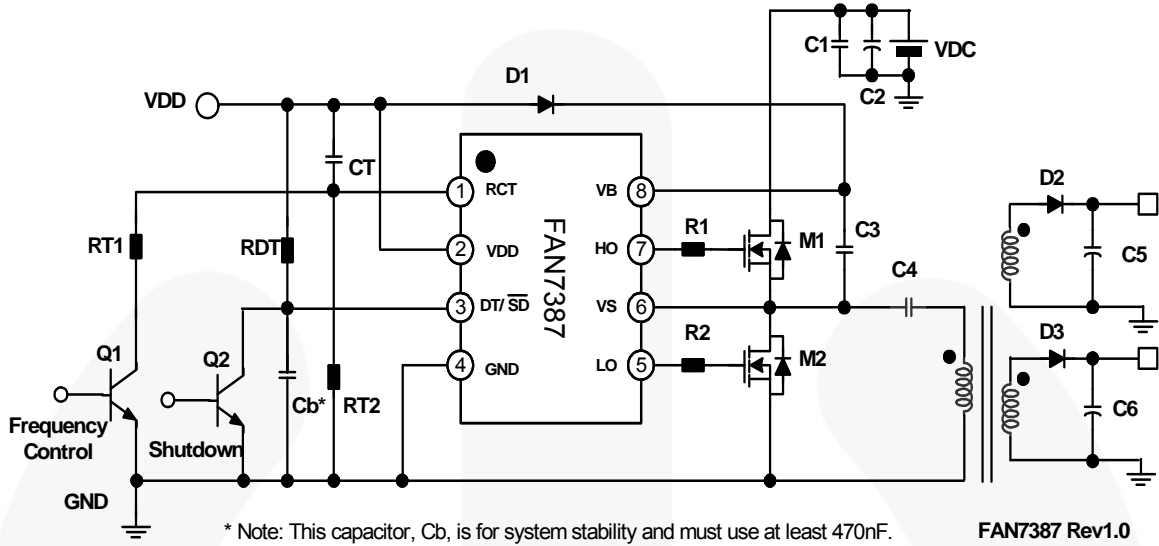 C1
VDC
C2
D1
VDD
CT
1 RCT
VB 8
D2
RT1
RDT
2 VDD
HO 7
R1
M1
C3
C5
FAN7387
C4
3 DT/ SD
VS 6
Q1
Q2
4 GND
LO 5
R2
M2
D3
Cb*
RT2
C6
Frequency
Control
Shutdown
GND
* Note: This capacitor, Cb, is for system stability and must use at least 470nF.
FAN7387 Rev1.0